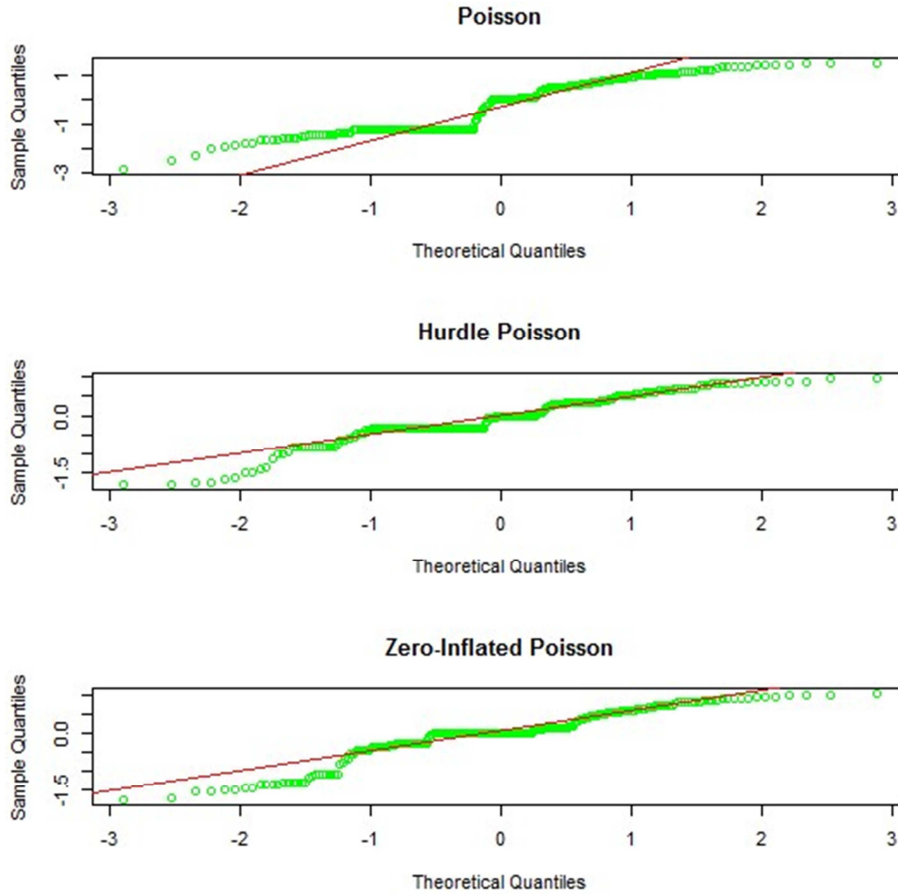 Poisson
Sample Quantiles
1
-1
-3
-3 -2 -1 0 1 2 3
Theoretical Quantiles
Hurdle Poisson
Sample Quantiles
0.0
-1.5
-3 -2 -1 0 1 2 3
Theoretical Quantiles
Zero-Inflated Poisson
Sample Quantiles
0.0
-1.5
-3 -2 -1 0 1 2 3
Theoretical Quantiles